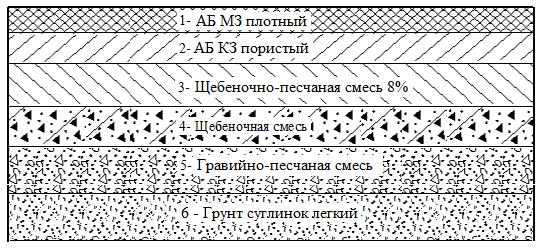 1- АБ МЗ плотный
2- АБ КЗ пористый
3- Щебеночно-песчаная смесь 8%
4- Щебеночная смесь
5- Гравийно-песчаная смесь
6 - Грунт суглинок легкий